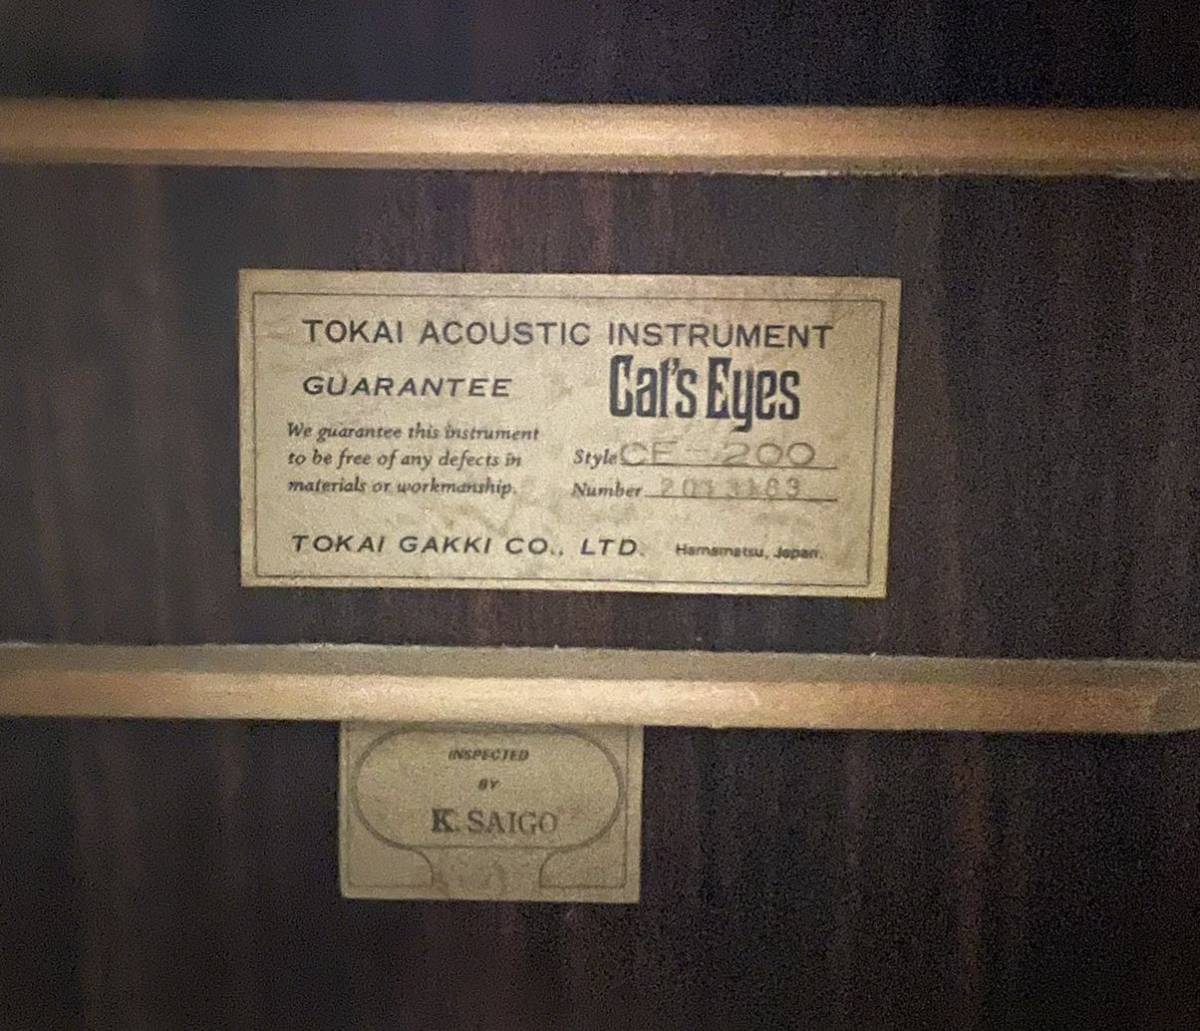 TOKAI ACOUSTIC INSTRUMENT
GUARANTEE
Cat's Eyes
We guarantee this instrument
to be free of any defects in
materials or workmanship.
Style CE-200
Number
TOKAI GAKKI CO., LTD. Hamamatsu, Japan.
INSPECTED
BY
K. SAIGO